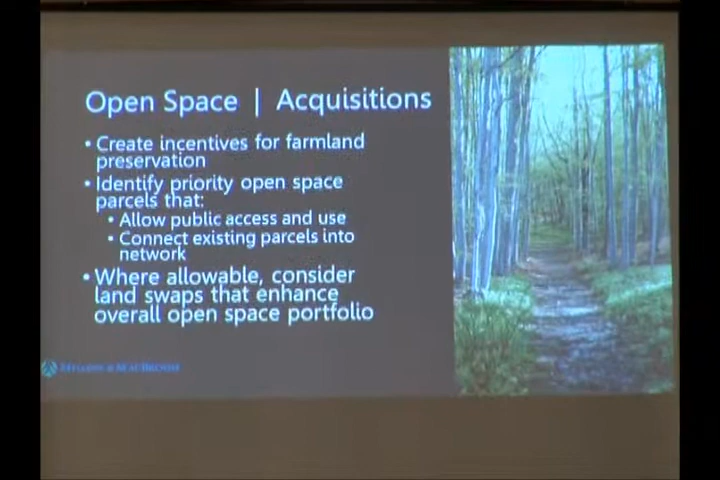 Open Space | Acquisitions
• Create incentives for farmland
preservation
• Identify priority open space
parcels that:
• Allow public access and use
• Connect existing parcels into
network
• Where allowable, consider
land swaps that enhance
overall open space portfolio